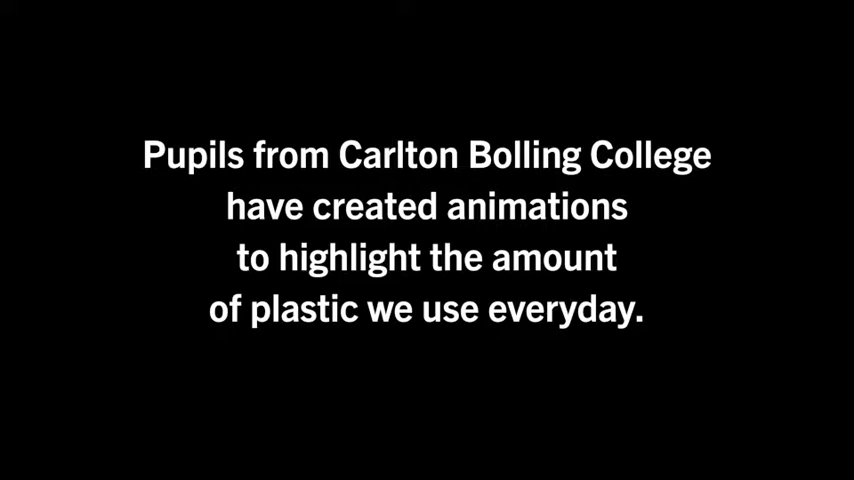 Pupils from Carlton Bolling College
have created animations
to highlight the amount
of plastic we use everyday.